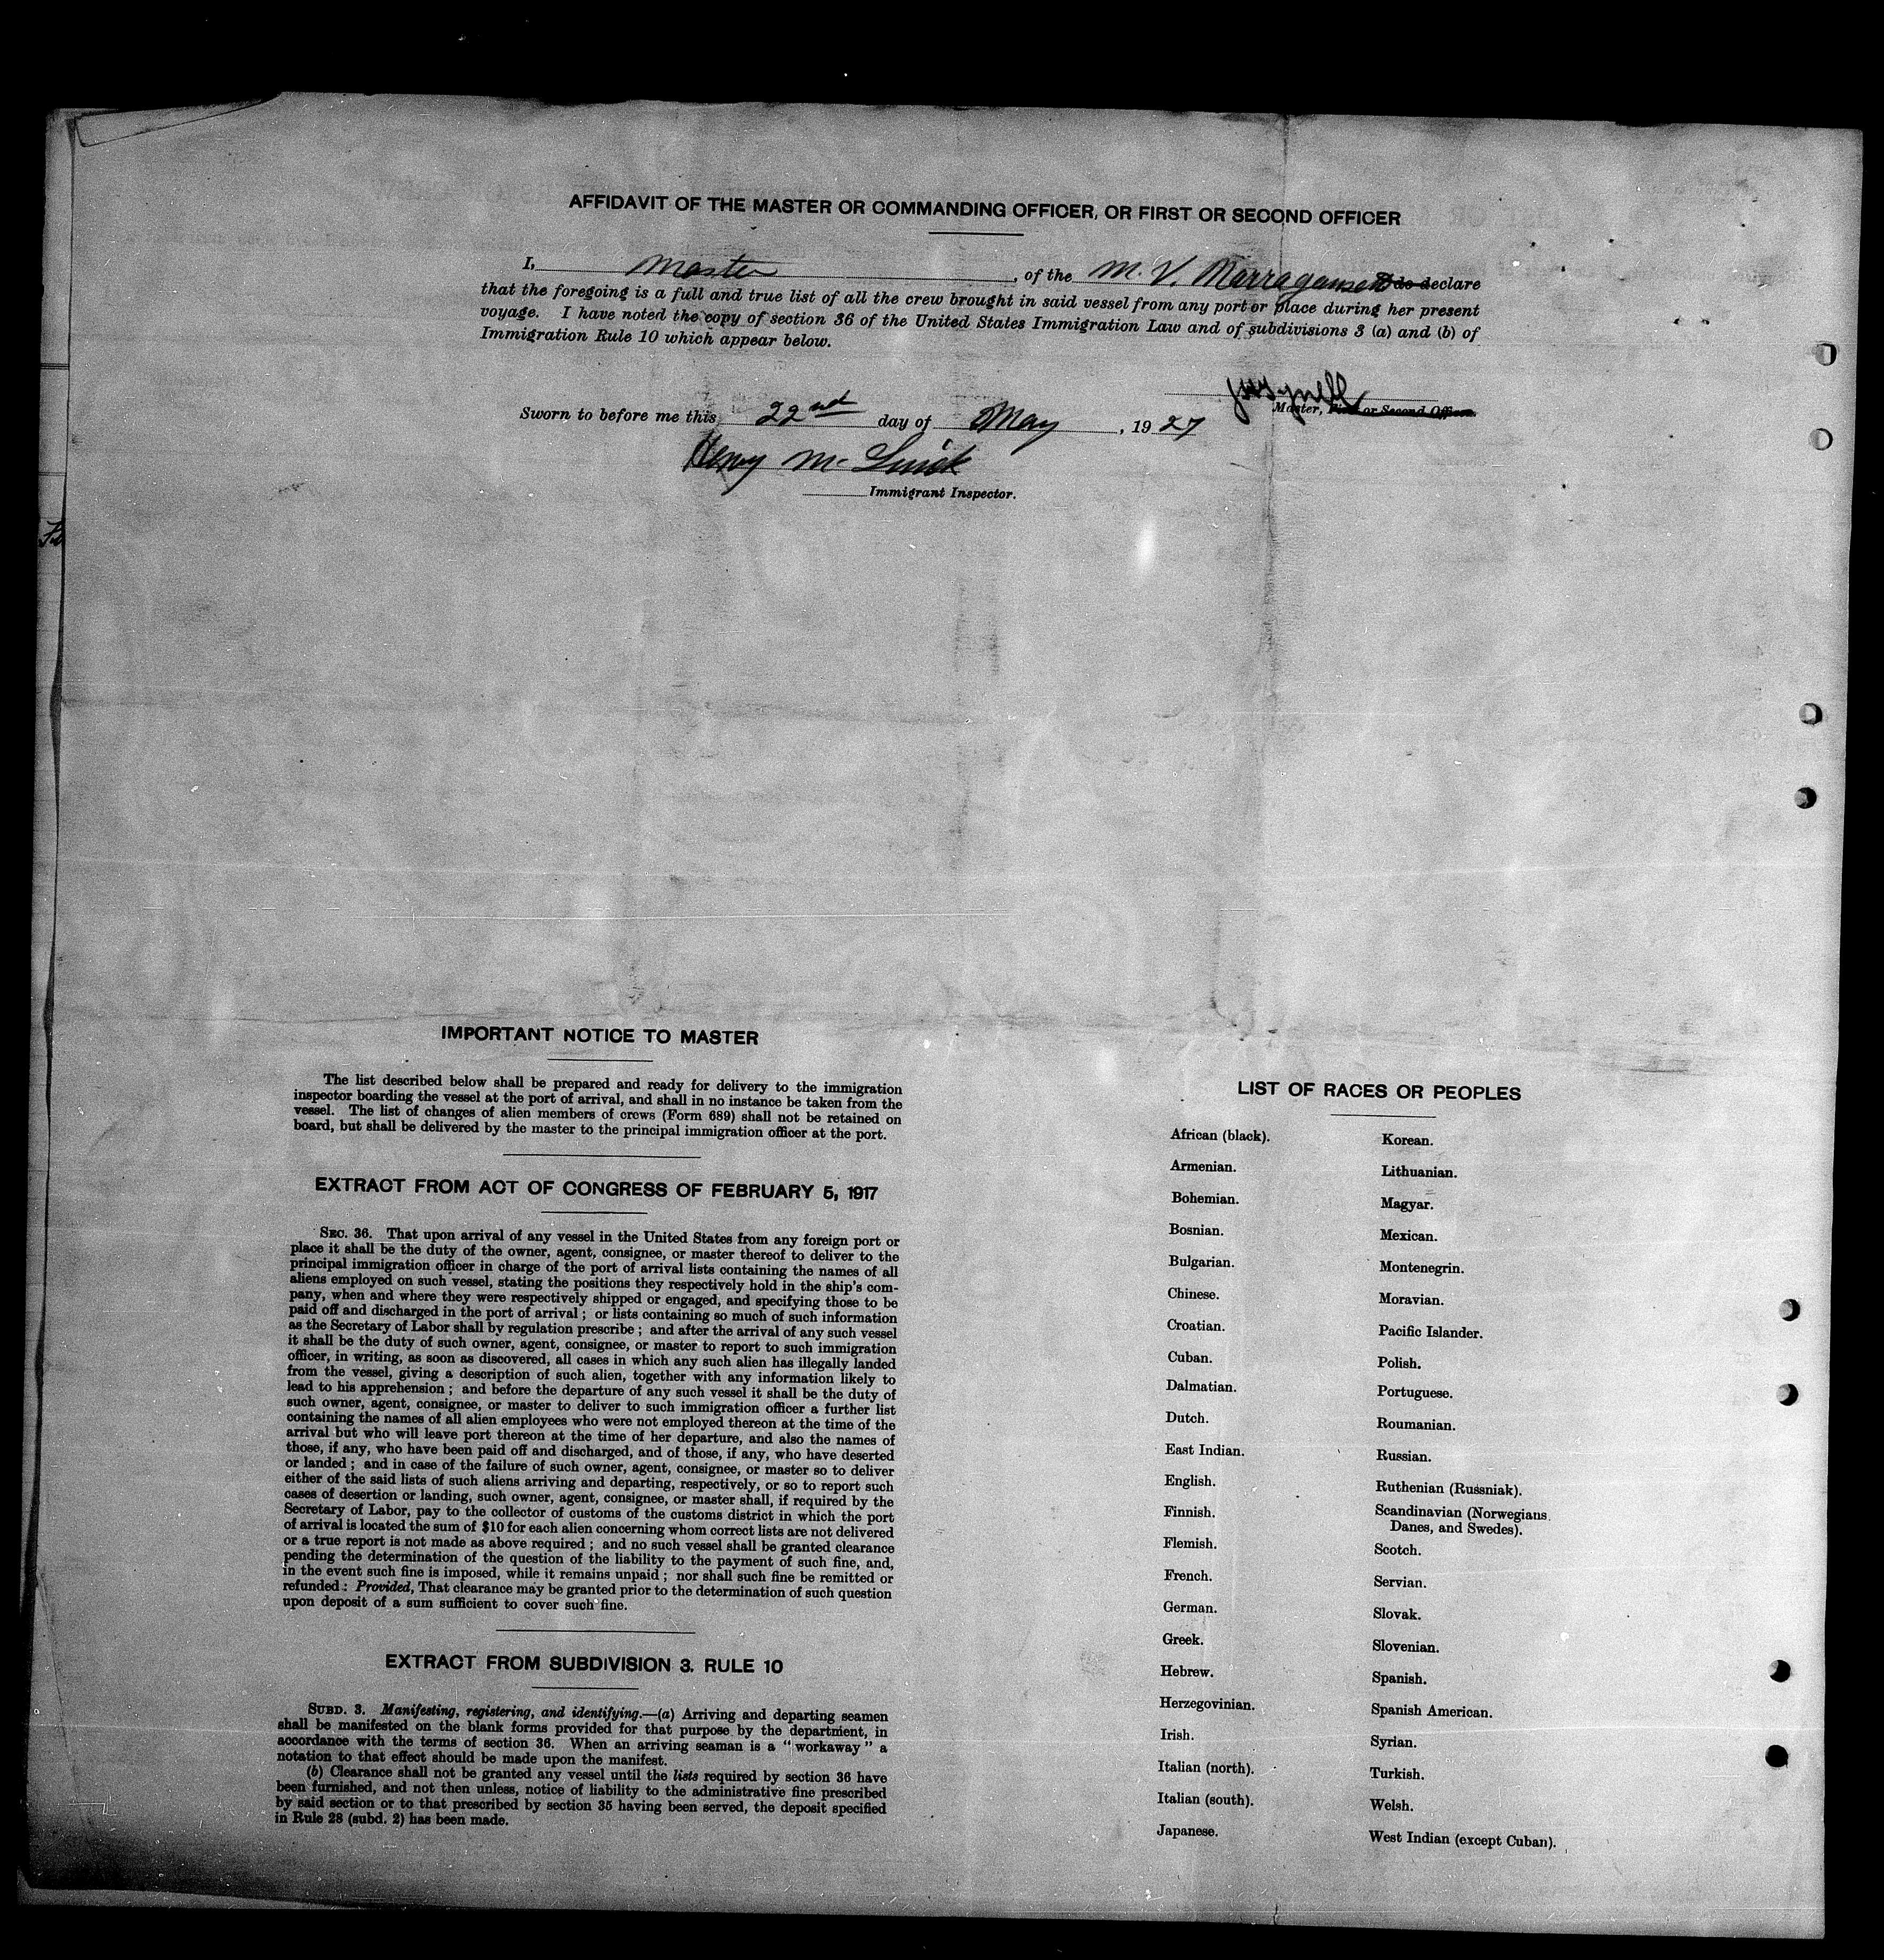 AFFIDAVIT OF THE MASTER OR COMMANDING OFFICER, OR FIRST OR SECOND OFFICER
I, Master, of the M. V. Narragansett do declare
that the foregoing is a full and true list of all the crew brought in said vessel from any port or place during her present
voyage. I have noted the copy of section 36 of the United States Immigration Law and of subdivisions 3 (a) and (b) of
Immigration Rule 10 which appear below.
Master, First or Second Officer.
Sworn to before me this 22nd day of May, 1927
Henry
Immigrant Inspector.
IMPORTANT NOTICE TO MASTER
The list described below shall be prepared and ready for delivery to the immigration
inspector boarding the vessel at the port of arrival, and shall in no instance be taken from the
vessel. The list of changes of alien members of crews (Form 689) shall not be retained on
board, but shall be delivered by the master to the principal immigration officer at the port.
EXTRACT FROM ACT OF CONGRESS OF FEBRUARY 5, 1917
SEC. 36. That upon arrival of any vessel in the United States from any foreign port or
place it shall be the duty of the owner, agent, consignee, or master thereof to deliver to the
principal immigration officer in charge of the port of arrival lists containing the names of all
aliens employed on such vessel, stating the positions they respectively hold in the ship's com-
pany, when and where they were respectively shipped or engaged, and specifying those to be
paid off and discharged in the port of arrival; or lists containing so much of such information
as the Secretary of Labor shall by regulation prescribe; and after the arrival of any such vessel
it shall be the duty of such owner, agent, consignee, or master to report to such immigration
officer, in writing, as soon as discovered, all cases in which any such alien has illegally landed
from the vessel, giving a description of such alien, together with any information likely to
lead to his apprehension; and before the departure of any such vessel it shall be the duty of
such owner, agent, consignee, or master to deliver to such immigration officer a further list
containing the names of all alien employees who were not employed thereon at the time of the
arrival but who will leave port thereon at the time of her departure, and also the names of
those, if any, who have been paid off and discharged, and of those, if any, who have deserted
or landed; and in case of the failure of such owner, agent, consignee, or master so to deliver
either of the said lists of such aliens arriving and departing, respectively, or so to report such
cases of desertion or landing, such owner, agent, consignee, or master shall, if required by the
Secretary of Labor, pay to the collector of customs of the customs district in which the port
of arrival is located the sum of $10 for each alien concerning whom correct lists are not delivered
or a true report is not made as above required; and no such vessel shall be granted clearance
pending the determination of the question of the liability to the payment of such fine, and,
in the event such fine is imposed, while it remains unpaid; nor shall such fine be remitted or
refunded: Provided, That clearance may be granted prior to the determination of such question
upon deposit of a sum sufficient to cover such fine.
EXTRACT FROM SUBDIVISION 3. RULE 10
SUBD. 3. Manifesting, registering, and identifying.—(a) Arriving and departing seamen
shall be manifested on the blank forms provided for that purpose by the department, in
accordance with the terms of section 36. When an arriving seaman is a "workaway" a
notation to that effect should be made upon the manifest.
(b) Clearance shall not be granted any vessel until the lists required by section 36 have
been furnished, and not then unless, notice of liability to the administrative fine prescribed
by said section or to that prescribed by section 35 having been served, the deposit specified
in Rule 28 (subd. 2) has been made.
LIST OF RACES OR PEOPLES
African (black).
Armenian.
Bohemian.
Bosnian.
Bulgarian.
Chinese.
Croatian.
Cuban.
Dalmatian.
Dutch.
East Indian.
English.
Finnish.
Flemish.
French.
German.
Greek.
Hebrew.
Herzegovinian.
Irish.
Italian (north).
Italian (south).
Japanese.
Korean.
Lithuanian.
Magyar.
Mexican.
Montenegrin.
Moravian.
Pacific Islander.
Polish.
Portuguese.
Roumanian.
Russian.
Ruthenian (Russniak).
Scandinavian (Norwegians
Danes, and Swedes).
Scotch.
Servian.
Slovak.
Slovenian.
Spanish.
Spanish American.
Syrian.
Turkish.
Welsh.
West Indian (except Cuban).